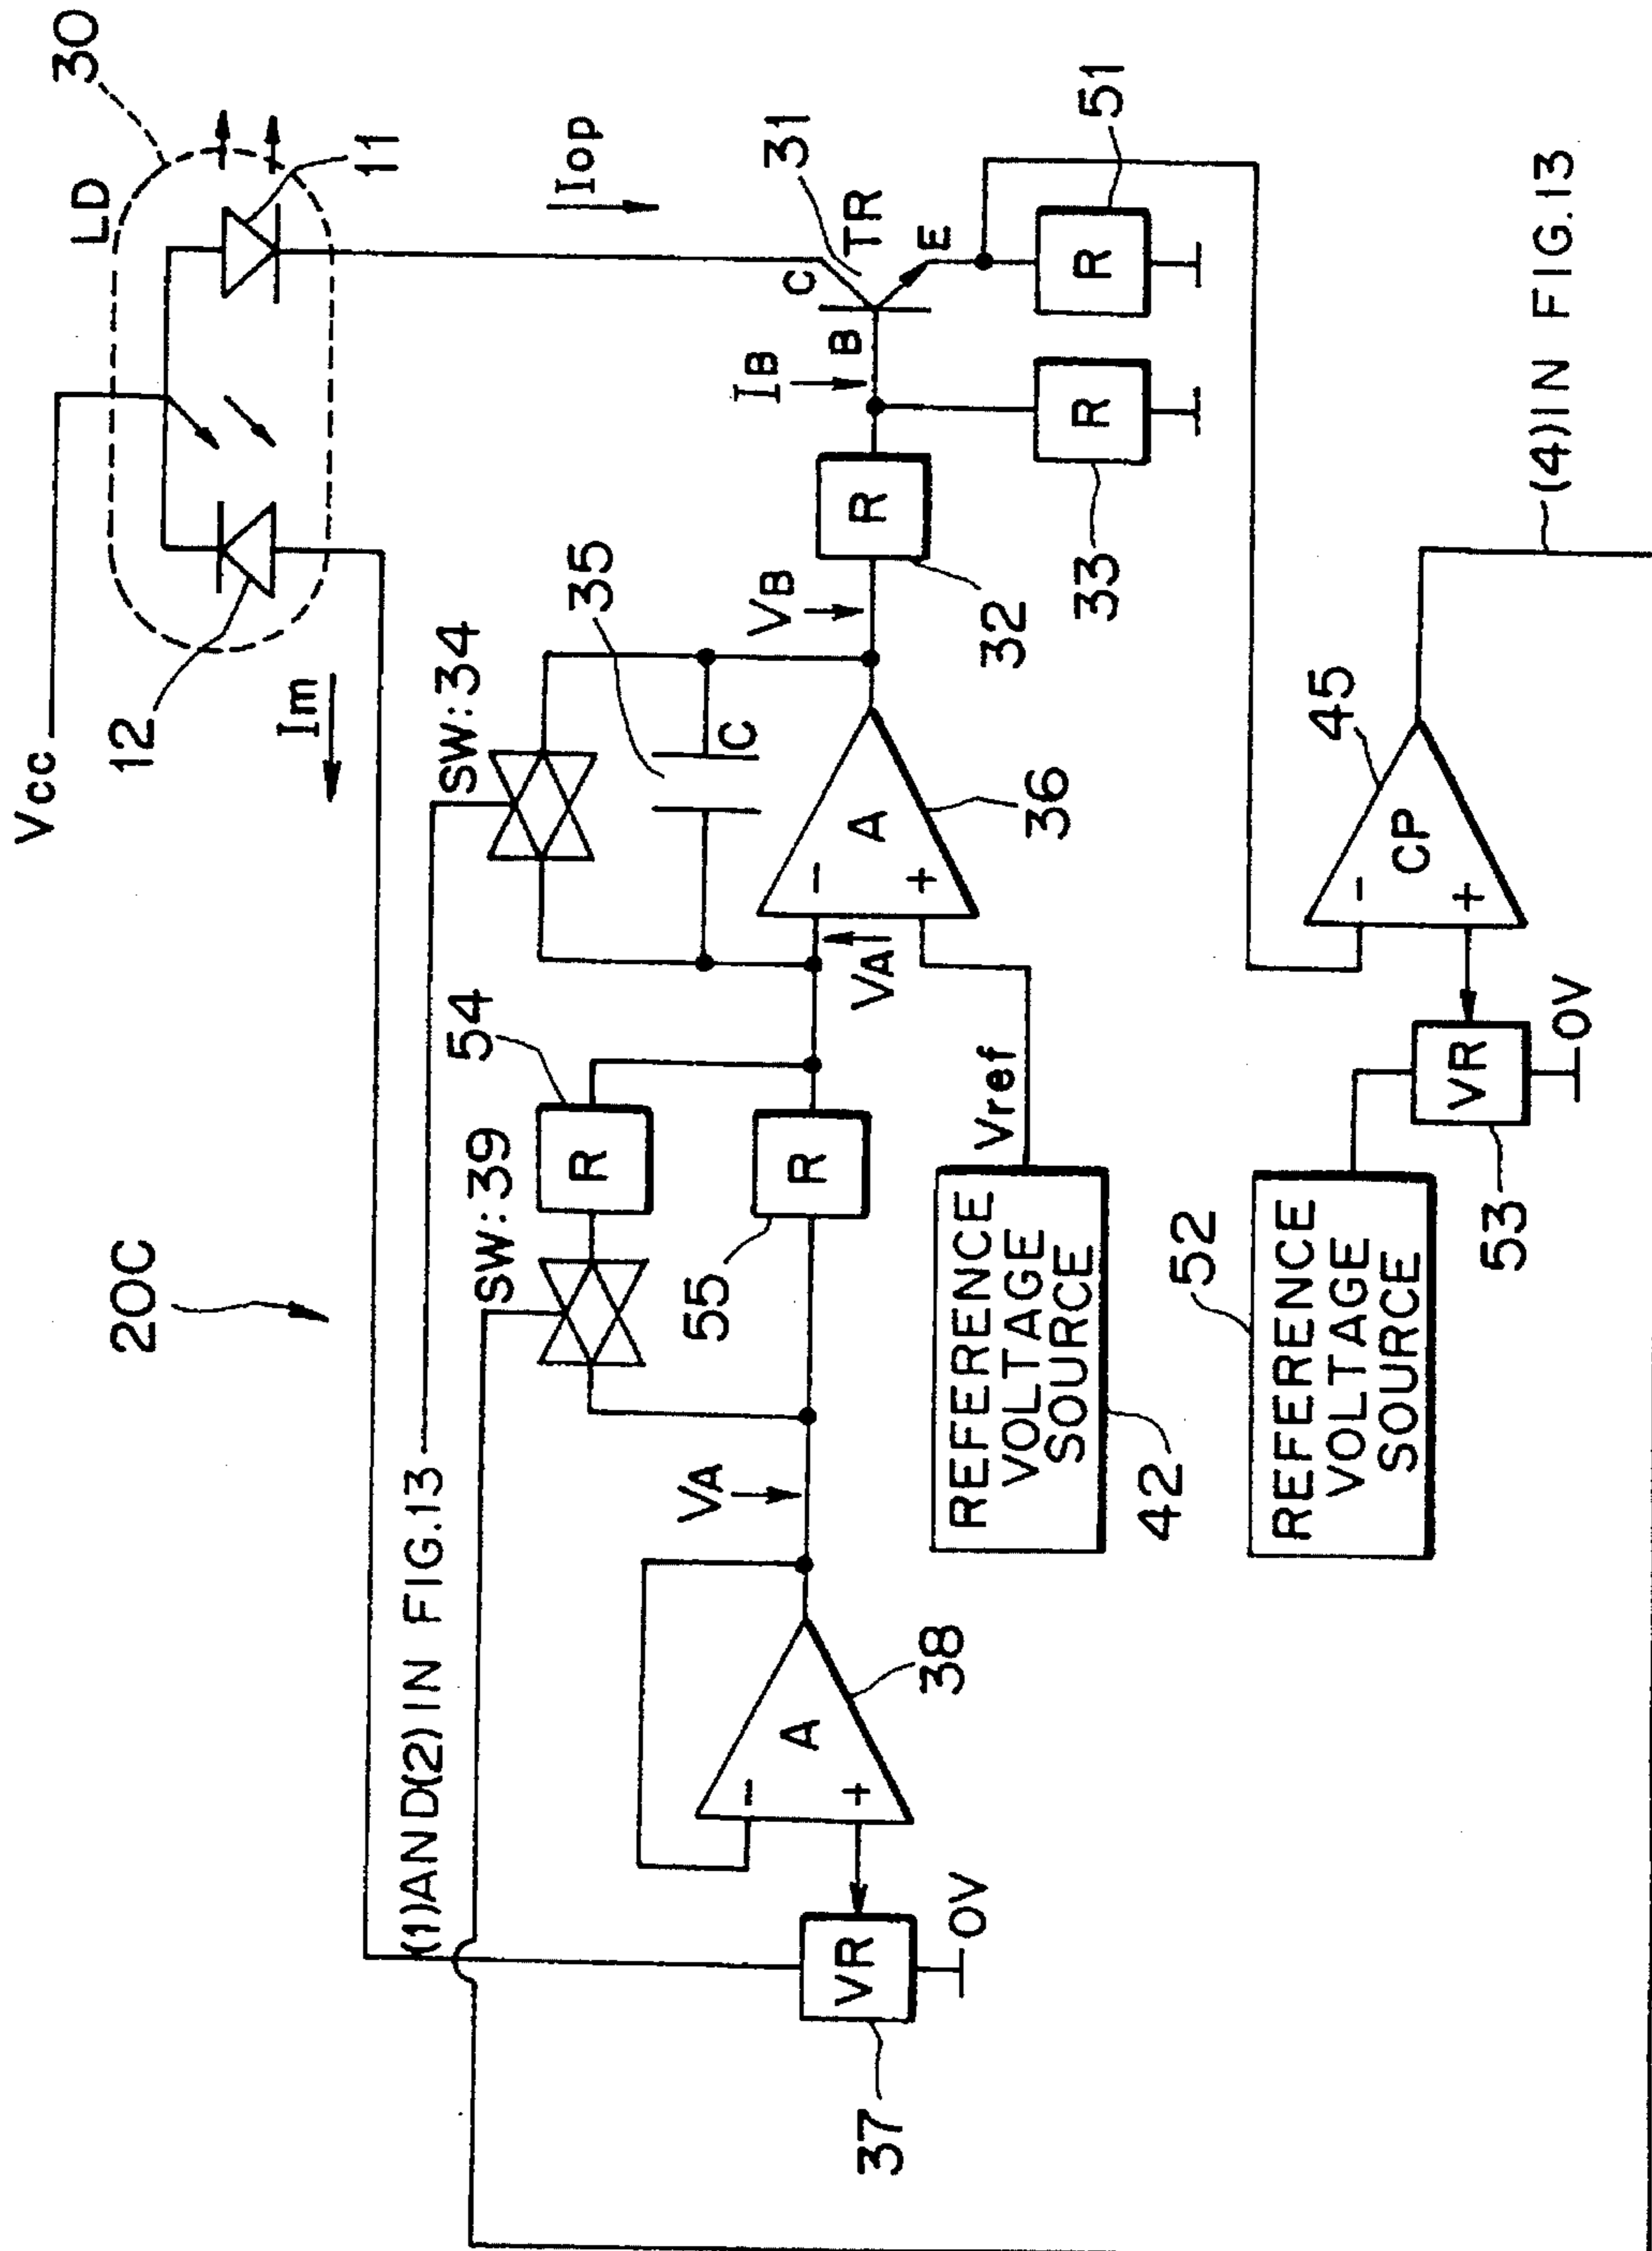 20C
Vcc
30
LD
11
12
Im
Iop
(1)AND(2)IN FIG.13
SW:34
35
C
SW:39
54
R
VA
55
R
VA
A
-
+
36
VB
32
R
IB
B
C
E
TR
31
33
R
R
51
A
-
+
38
37
VR
0V
REFERENCE
VOLTAGE
SOURCE
42
Vref
52
REFERENCE
VOLTAGE
SOURCE
VR
53
0V
CP
-
+
45
(4)IN FIG.13